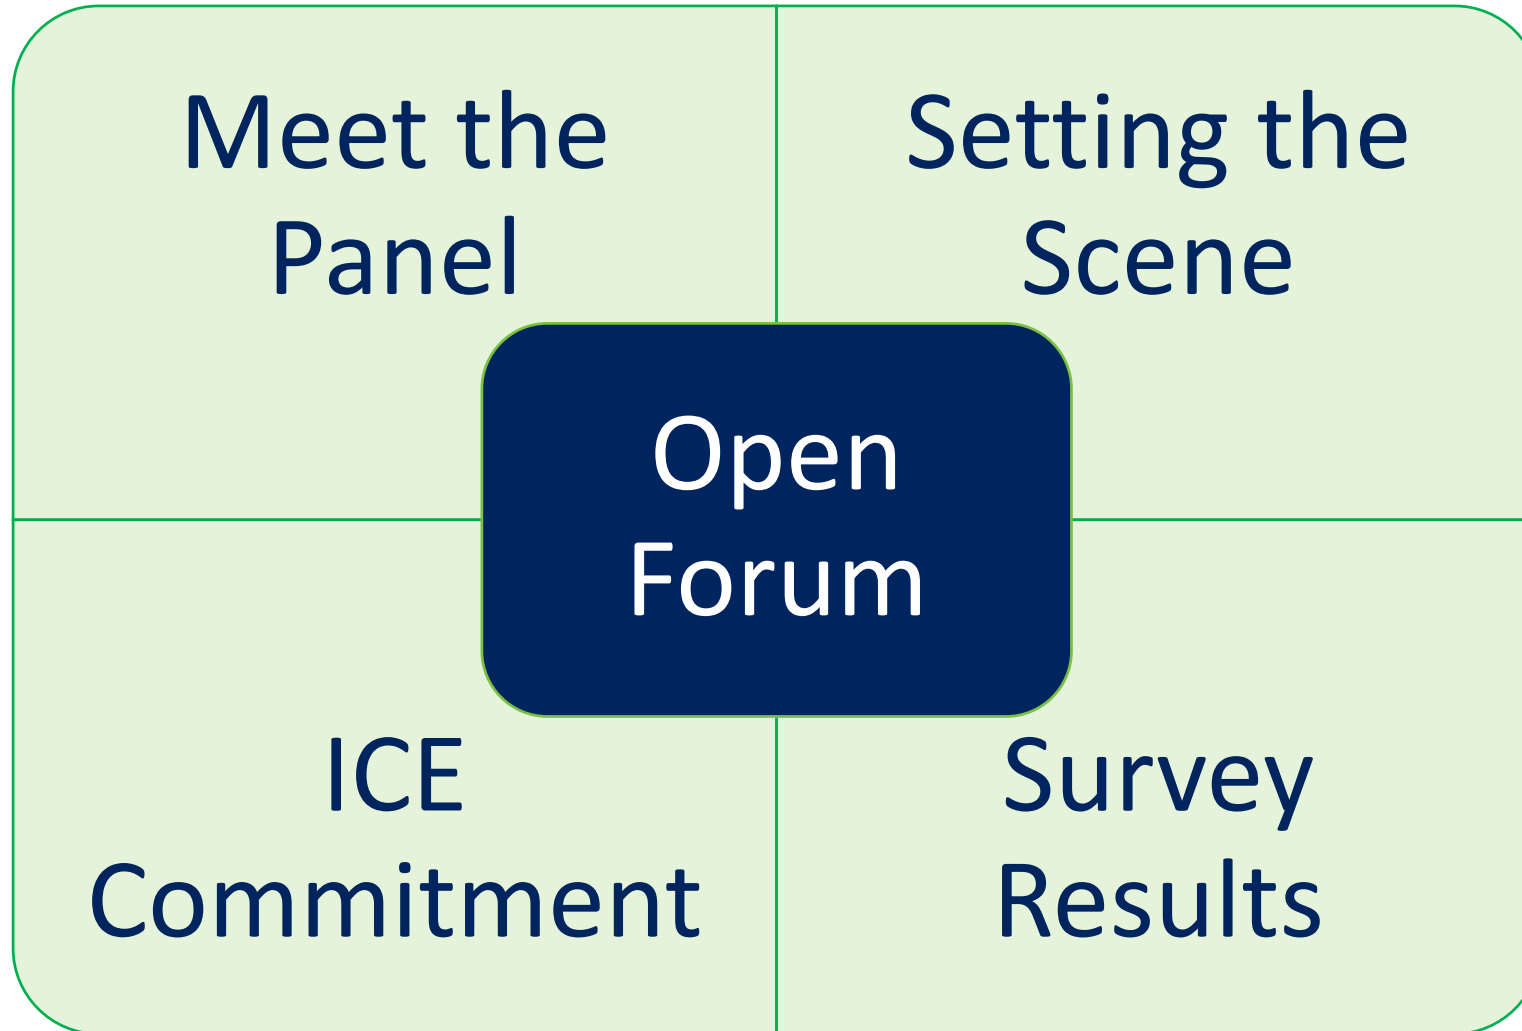 Meet the
Panel
Setting the
Scene
Open
Forum
ICE
Commitment
Survey
Results